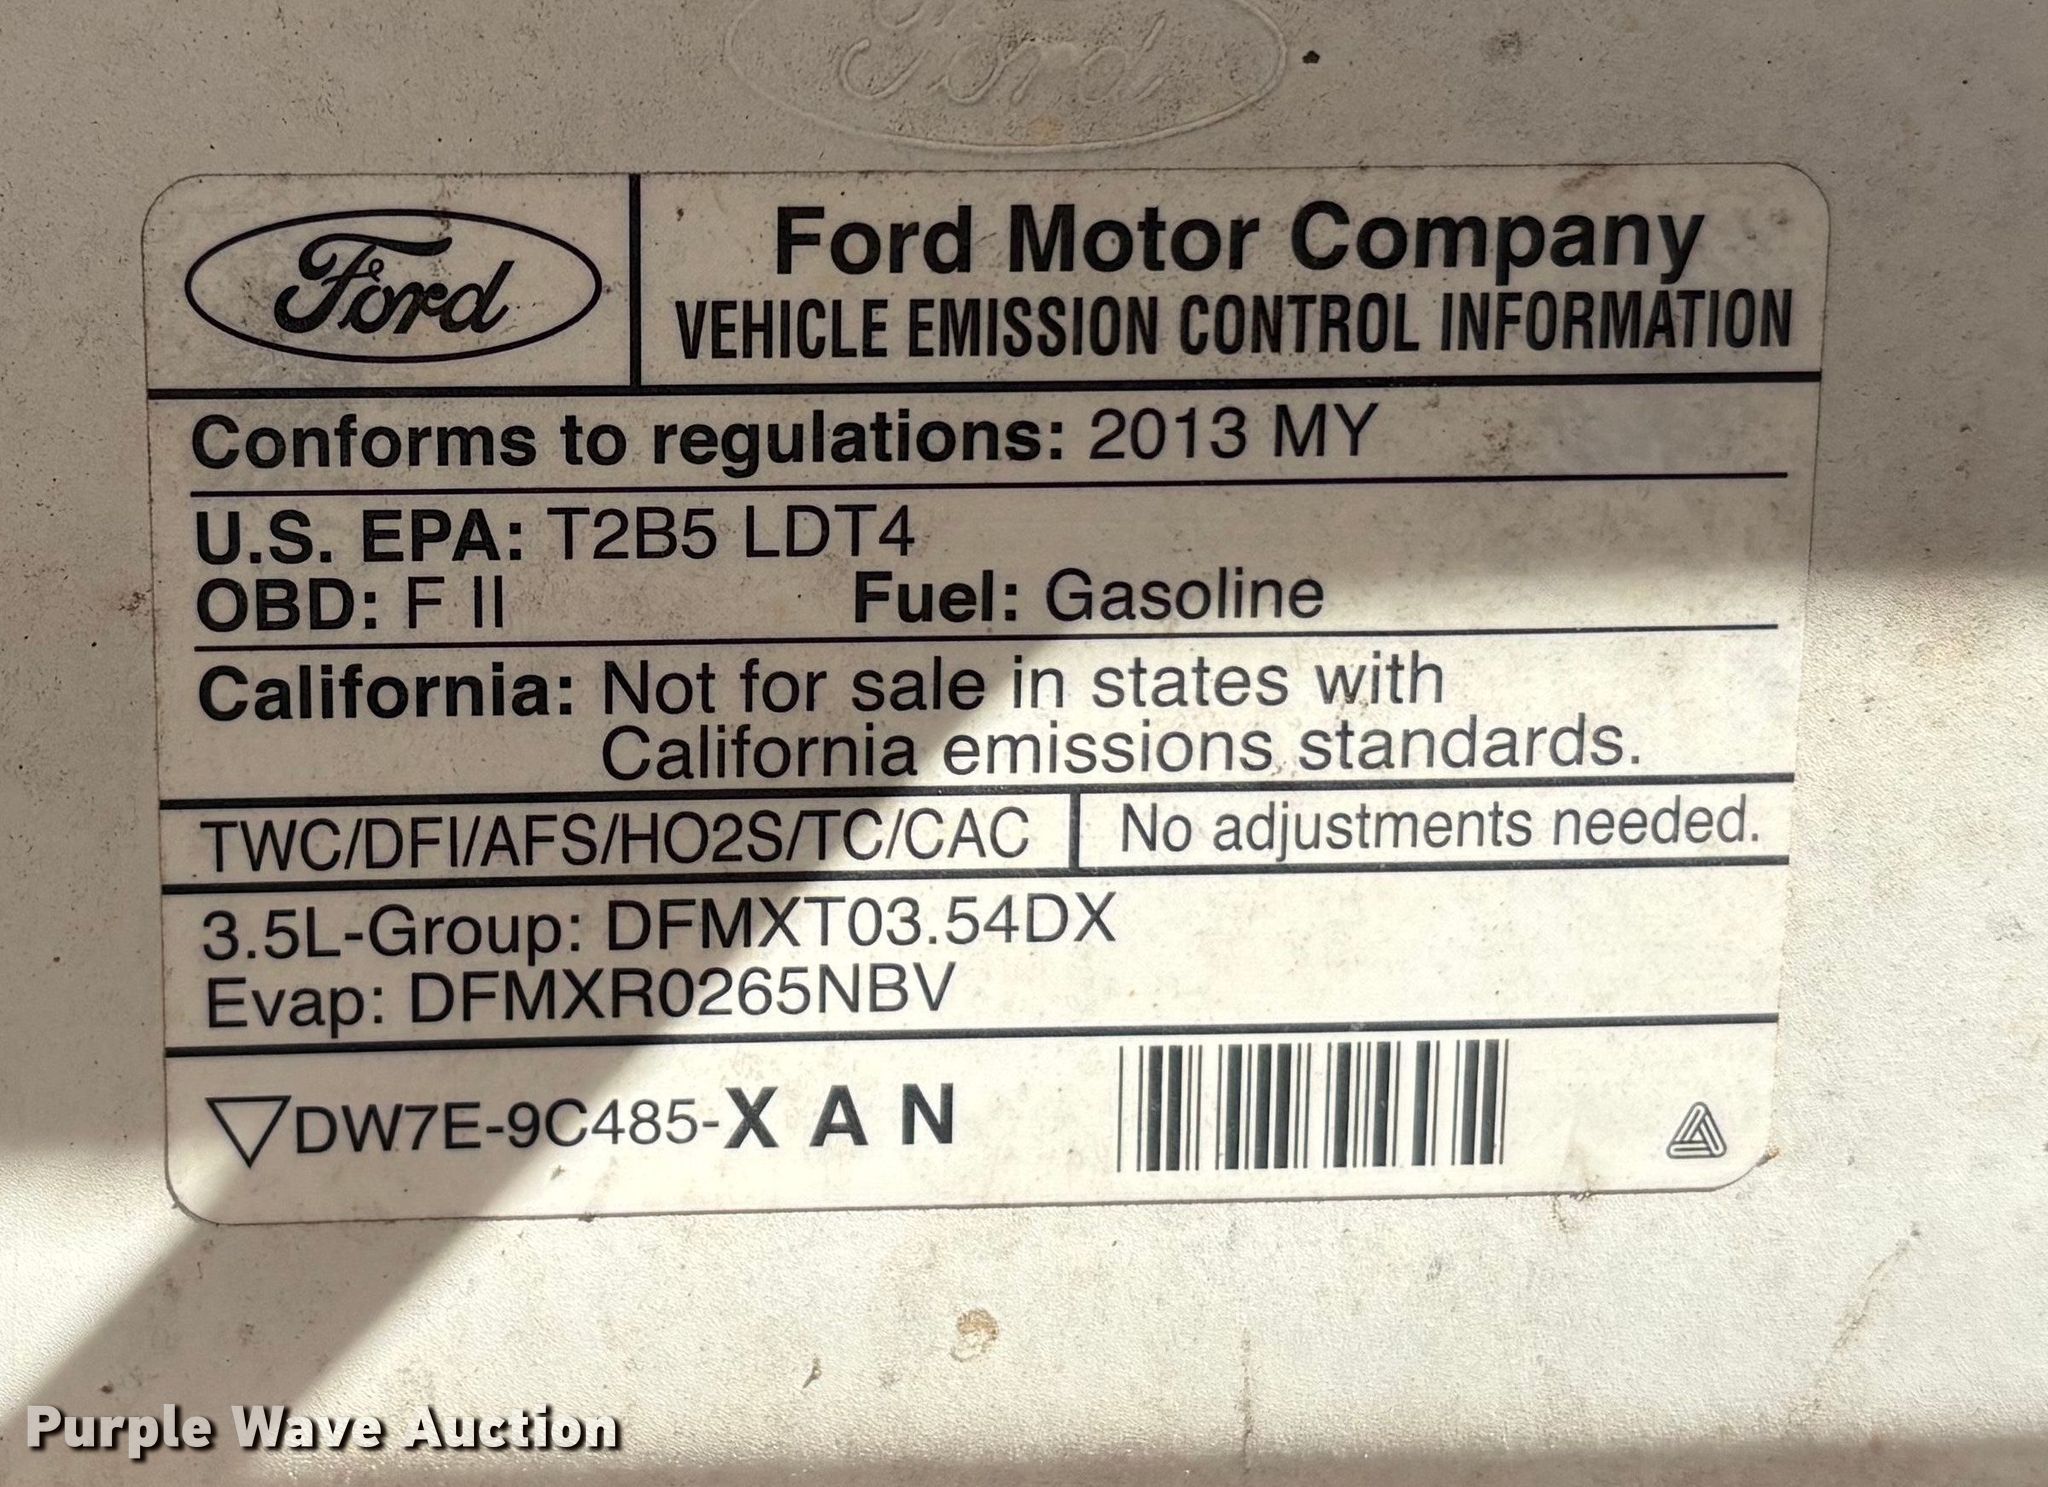 Ford
Ford Motor Company
VEHICLE EMISSION CONTROL INFORMATION
Ford
Conforms to regulations: 2013 MY
U.S. EPA: T2B5 LDT4
OBD: F II Fuel: Gasoline
California: Not for sale in states with
California emissions standards.
TWC/DFI/AFS/HO2S/TC/CAC No adjustments needed.
3.5L-Group: DFMXT03.54DX
Evap: DFMXR0265NBV
DW7E-9C485-X A N
Purple Wave Auction